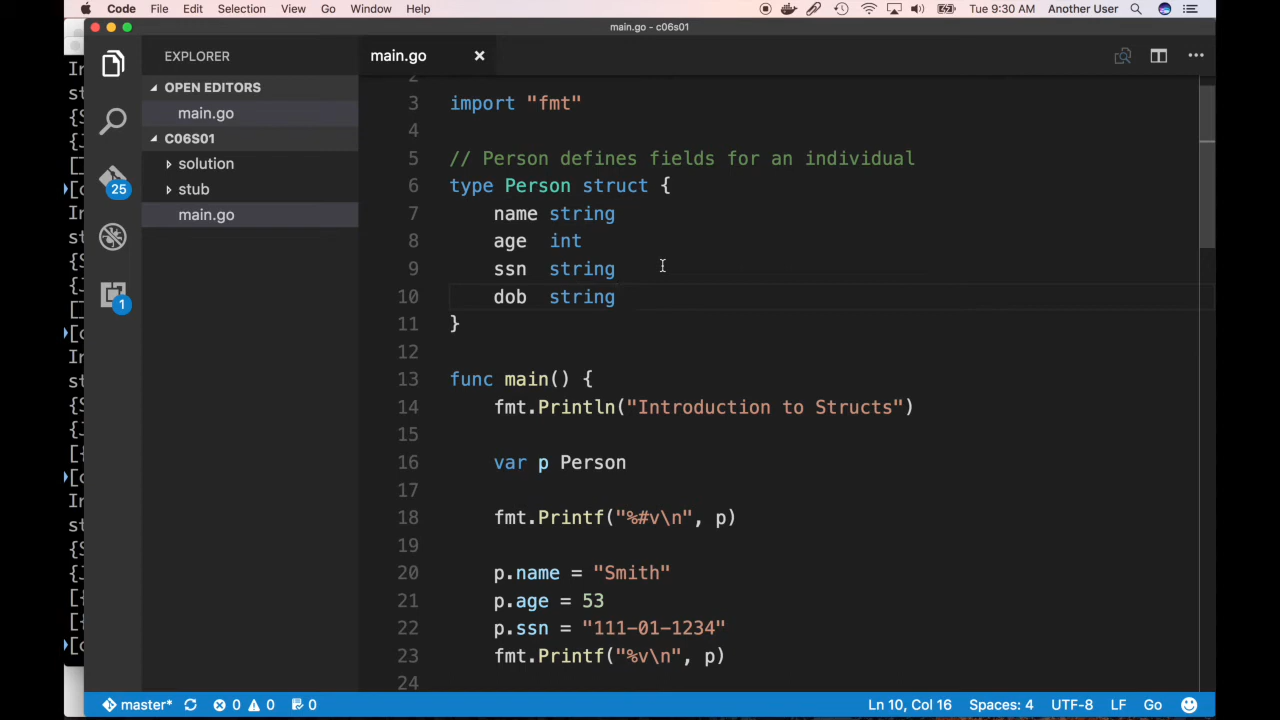 Code File Edit Selection View Go Window Help Tue 9:30 AM Another User
main.go - c06s01
EXPLORER
OPEN EDITORS
main.go
C06S01
solution
stub
main.go
25
1
main.go
2
3 import "fmt"
4
5 // Person defines fields for an individual
6 type Person struct {
7 name string
8 age int
9 ssn string
10 dob string
11 }
12
13 func main() {
14 fmt.Println("Introduction to Structs")
15
16 var p Person
17
18 fmt.Printf("%#v\n", p)
19
20 p.name = "Smith"
21 p.age = 53
22 p.ssn = "111-01-1234"
23 fmt.Printf("%v\n", p)
24
master* 0 0 0 Ln 10, Col 16 Spaces: 4 UTF-8 LF Go